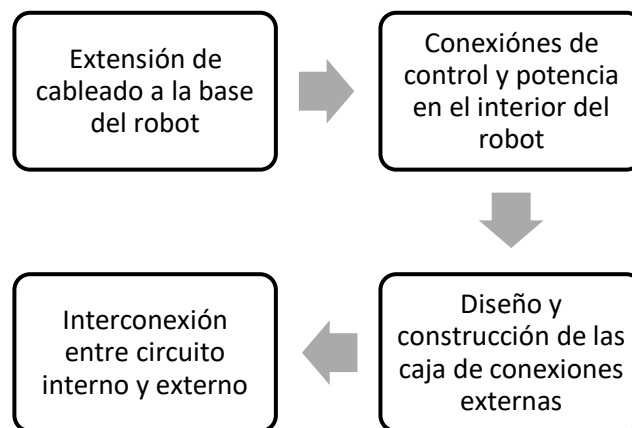 Extensión de
cableado a la base
del robot
Conexiónes de
control y potencia
en el interior del
robot
Diseño y
construcción de las
caja de conexiones
externas
Interconexión
entre circuito
interno y externo